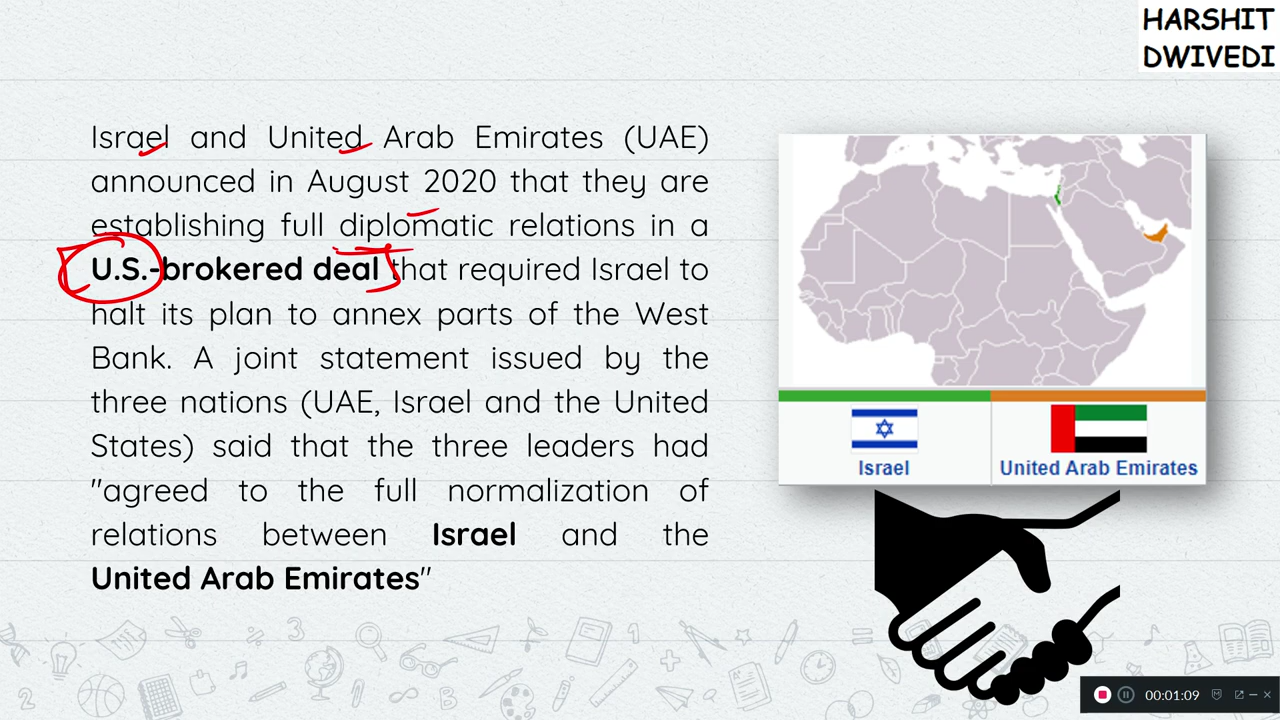 HARSHIT
DWIVEDI
Israel and United Arab Emirates (UAE)
announced in August 2020 that they are
establishing full diplomatic relations in a
U.S.-brokered deal that required Israel to
halt its plan to annex parts of the West
Bank. A joint statement issued by the
three nations (UAE, Israel and the United
States) said that the three leaders had
"agreed to the full normalization of
relations between Israel and the
United Arab Emirates"
Israel
United Arab Emirates
00:01:09